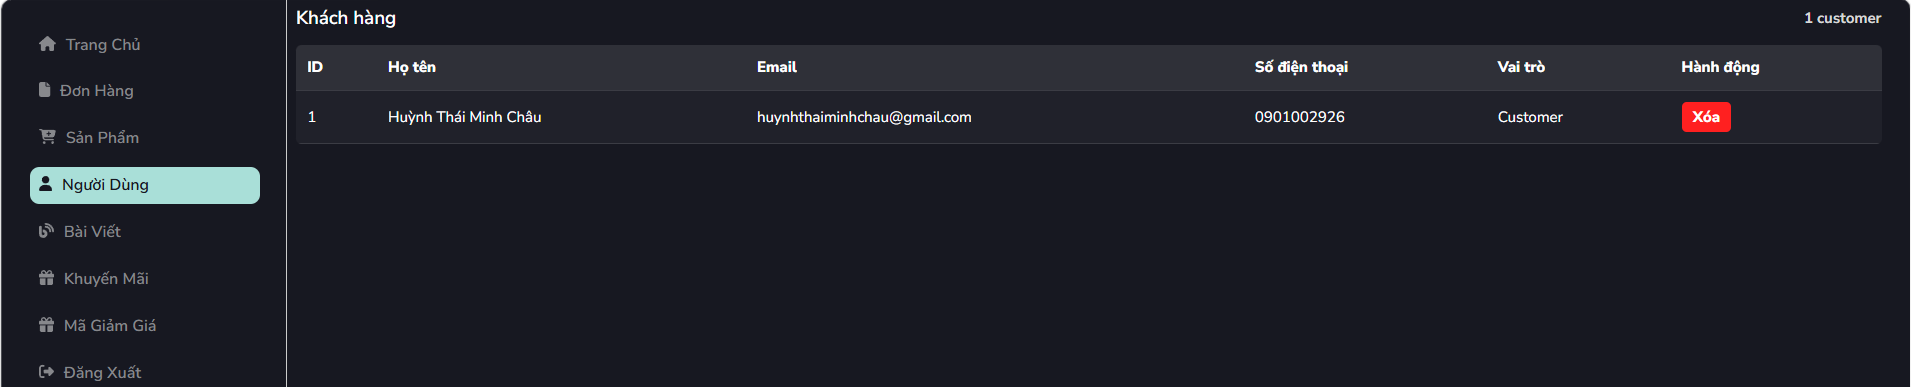 Trang Chủ
Đơn Hàng
Sản Phẩm
Người Dùng
Bài Viết
Khuyến Mãi
Mã Giảm Giá
Đăng Xuất
Khách hàng
1 customer
ID Họ tên Email Số điện thoại Vai trò Hành động
1 Huỳnh Thái Minh Châu huynhthaiminhchau@gmail.com 0901002926 Customer Xóa